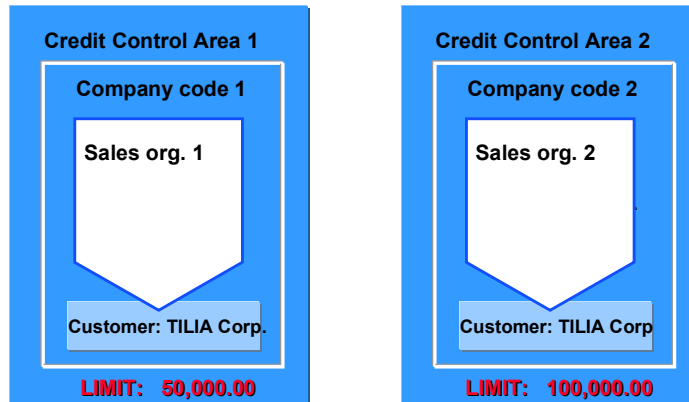 Credit Control Area 1
Company code 1
Sales org. 1
Customer: TILIA Corp.
LIMIT: 50,000.00
Credit Control Area 2
Company code 2
Sales org. 2
Customer: TILIA Corp
LIMIT: 100,000.00